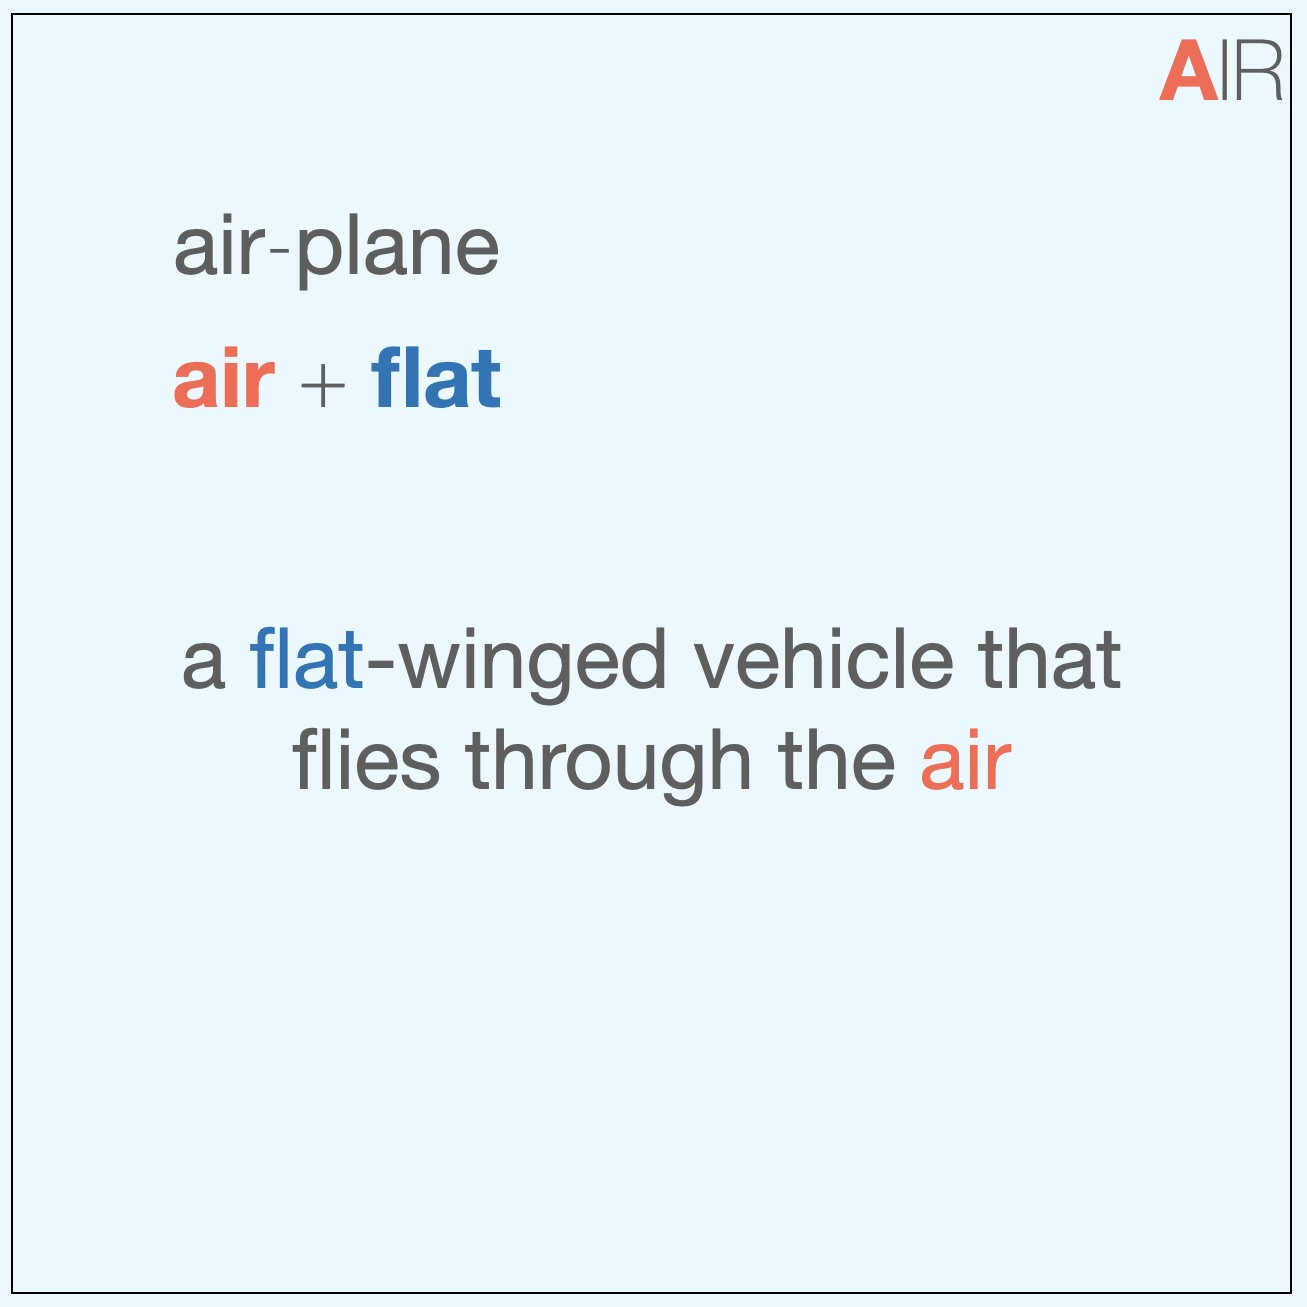 AIR
air-plane
air + flat
a flat-winged vehicle that
flies through the air